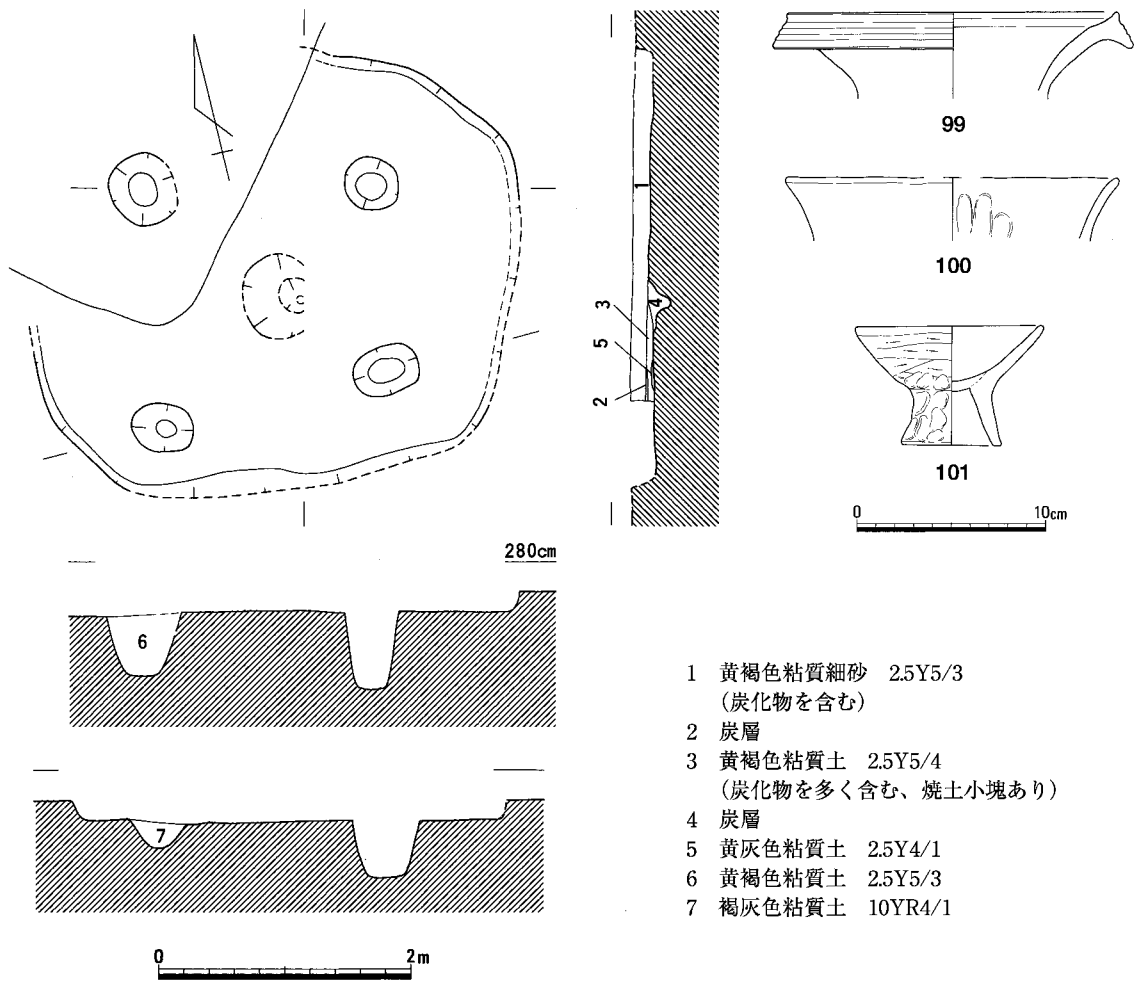 1
4
3
5
2
99
100
101
0 10cm
280cm
6
7
0 2m
1 黄褐色粘質細砂 2.5Y5/3
(炭化物を含む)
2 炭層
3 黄褐色粘質土 2.5Y5/4
(炭化物を多く含む、焼土小塊あり)
4 炭層
5 黄灰色粘質土 2.5Y4/1
6 黄褐色粘質土 2.5Y5/3
7 褐灰色粘質土 10YR4/1